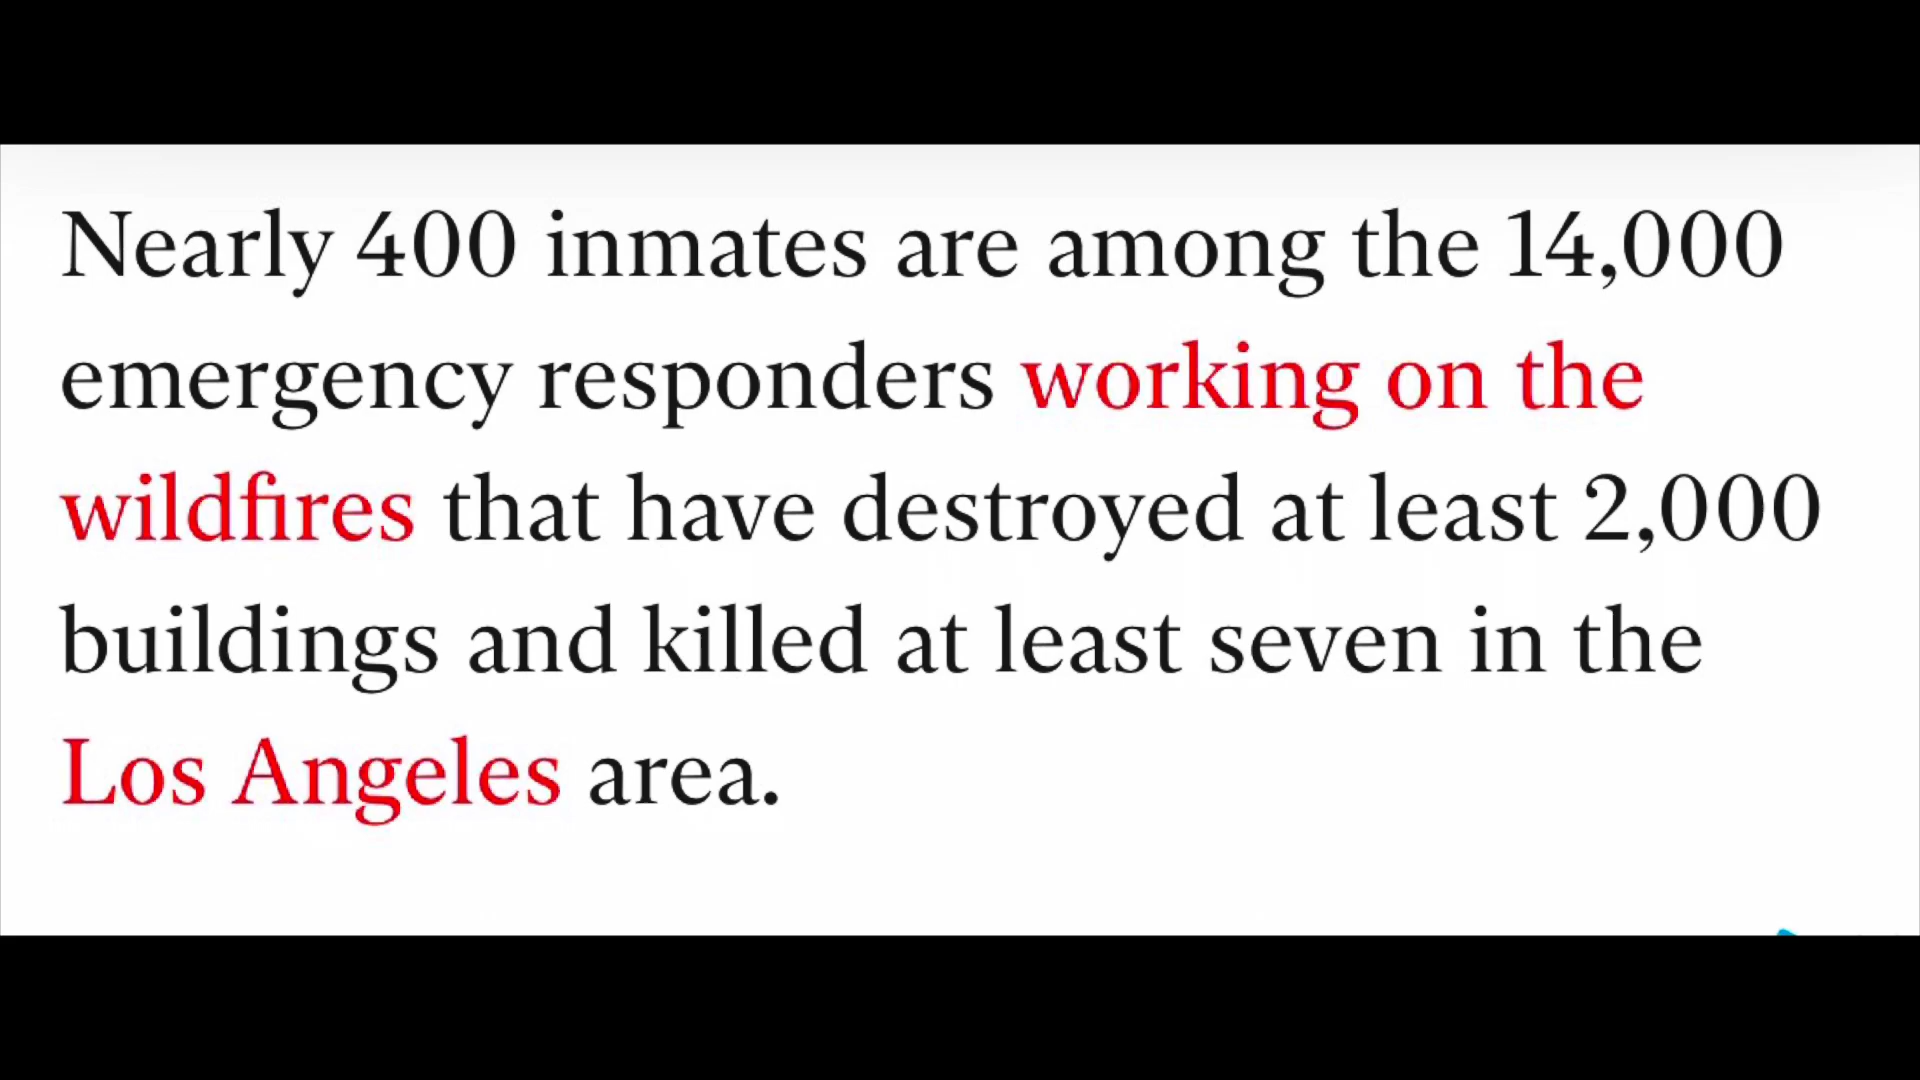 Nearly 400 inmates are among the 14,000
emergency responders working on the
wildfires that have destroyed at least 2,000
buildings and killed at least seven in the
Los Angeles area.